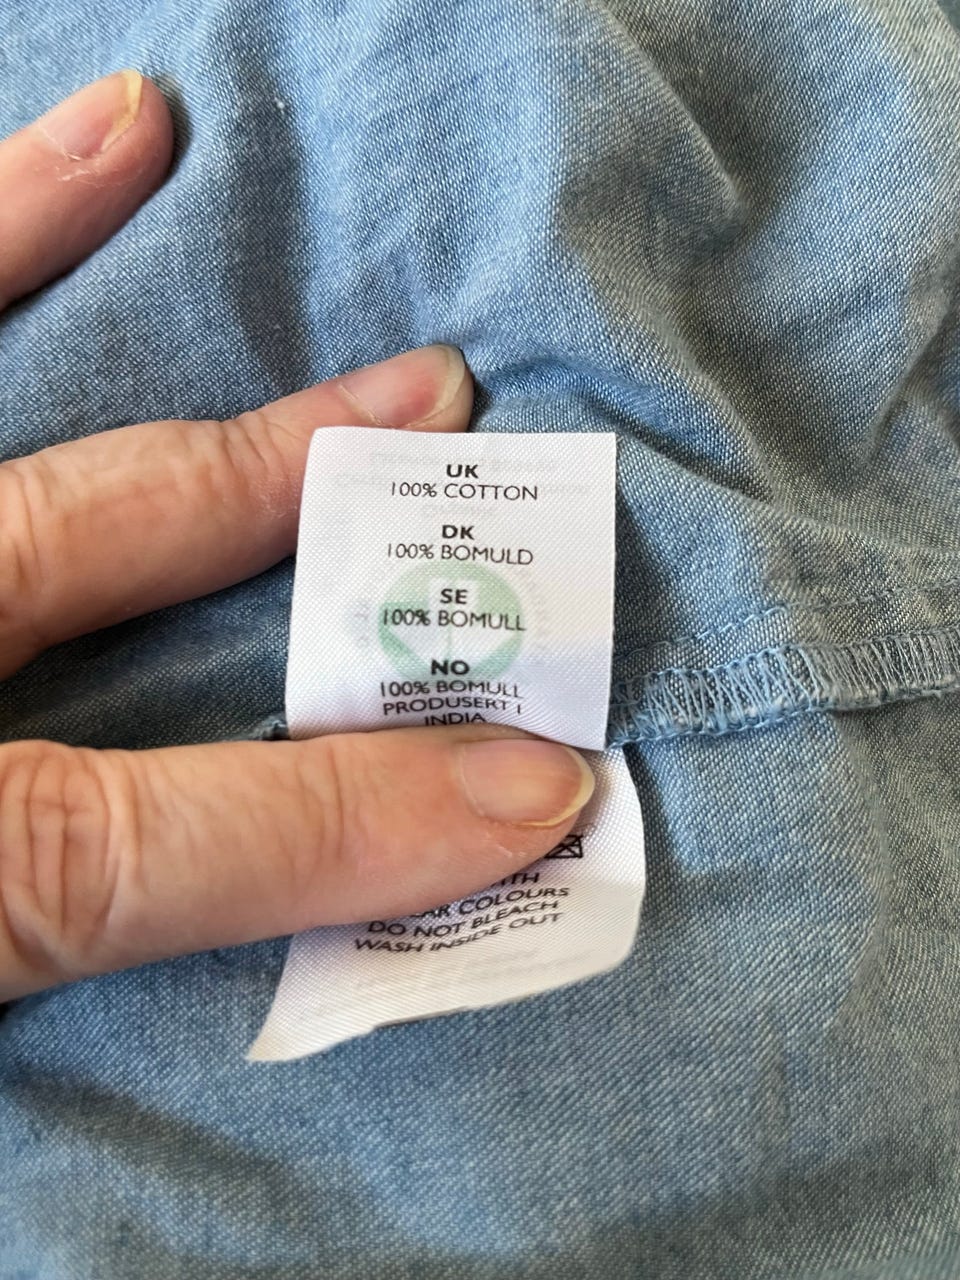 UK
100% COTTON
DK
100% BOMULD
SE
100% BOMULL
NO
100% BOMULL
PRODUSERT I
INDIA
COLOURS
DO NOT BLEACH
WASH INSIDE OUT